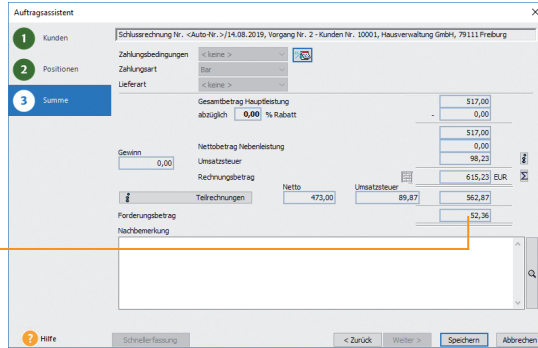 Auftragsassistent
1 Kunden
2 Positionen
3 Summe
Schlussrechnung Nr. <Auto-Nr.>/14.08.2019, Vorgang Nr. 2 - Kunden Nr. 10001, Hausverwaltung GmbH, 79111 Freiburg
Zahlungsbedingungen < keine >
Zahlungsart Bar
Lieferart < keine >
Gesamtbetrag Hauptleistung 517,00
abzüglich 0,00 % Rabatt - 0,00
517,00
Nettobetrag Nebenleistung 0,00
Gewinn 0,00
Umsatzsteuer 98,23
Rechnungsbetrag 615,23 EUR Σ
Netto Umsatzsteuer
Teilrechnungen 473,00 89,87 562,87
Forderungsbetrag 52,36
Nachbemerkung
? Hilfe Schnellerfassung < Zurück Weiter > Speichern Abbrechen